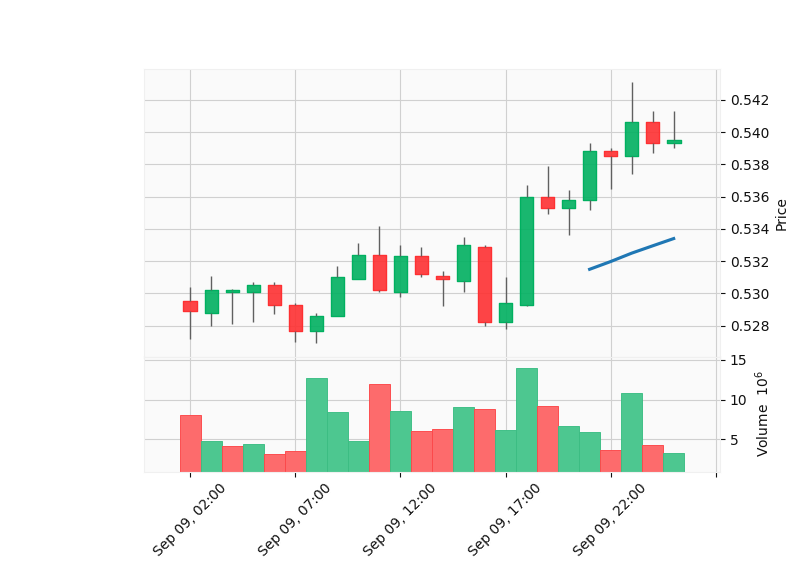 0.542
0.540
0.538
0.536
0.534
0.532
0.530
0.528
Price
15
10
5
Volume 10⁶
Sep 09, 02:00
Sep 09, 07:00
Sep 09, 12:00
Sep 09, 17:00
Sep 09, 22:00